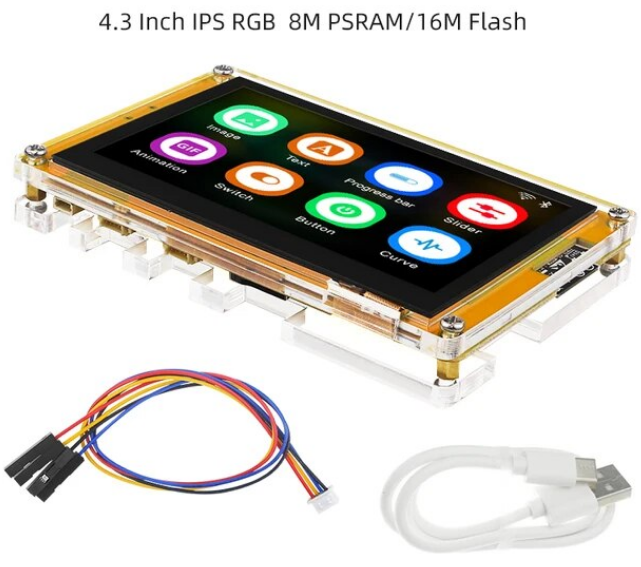 4.3 Inch IPS RGB 8M PSRAM/16M Flash
Image
Text
Progress bar
Slider
GIF
Animation
A
Switch
Button
Curve